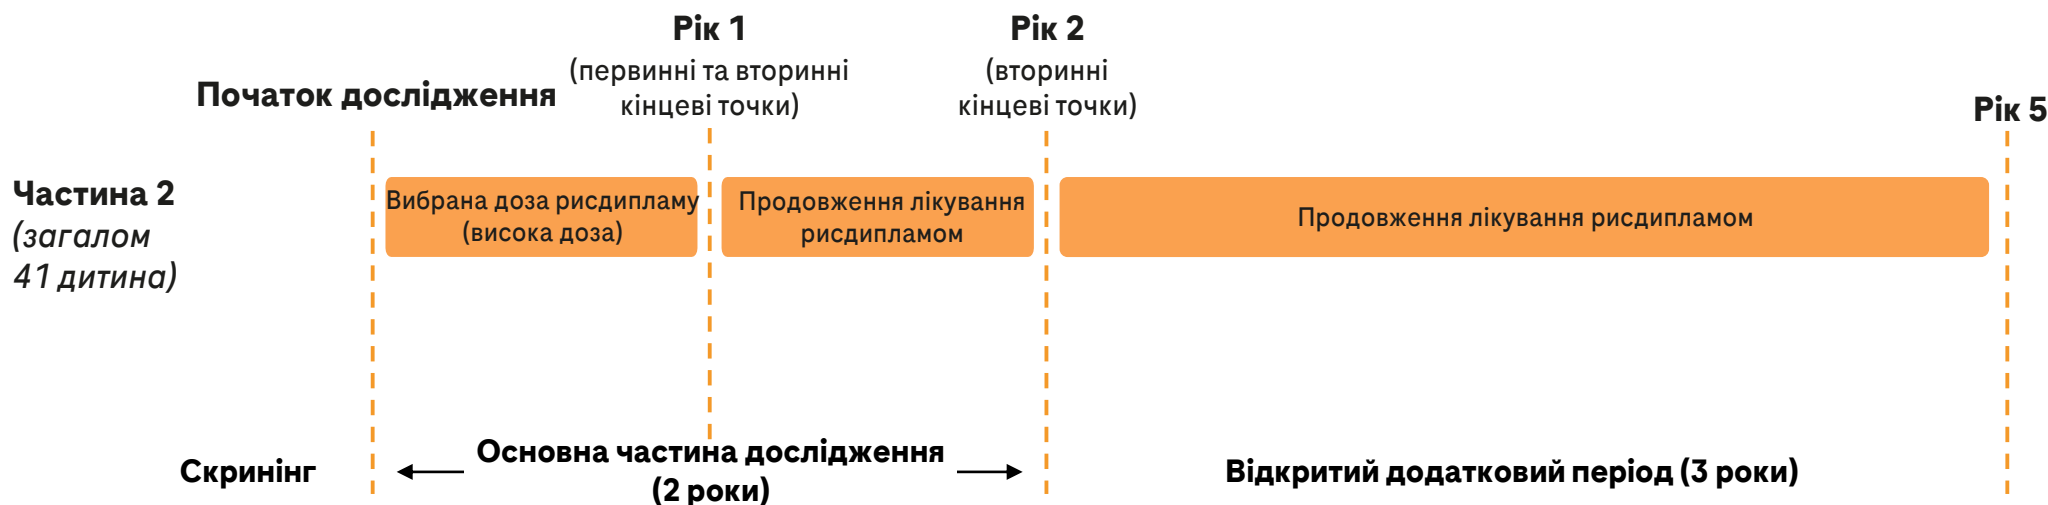 Рік 1
(первинні та вторинні
кінцеві точки)
Рік 2
(вторинні
кінцеві точки)
Початок дослідження
Рік 5
Частина 2
(загалом
41 дитина)
Вибрана доза рисдипламу
(висока доза)
Продовження лікування
рисдипламом
Продовження лікування рисдипламом
Скринінг
Основна частина дослідження
(2 роки)
Відкритий додатковий період (3 роки)